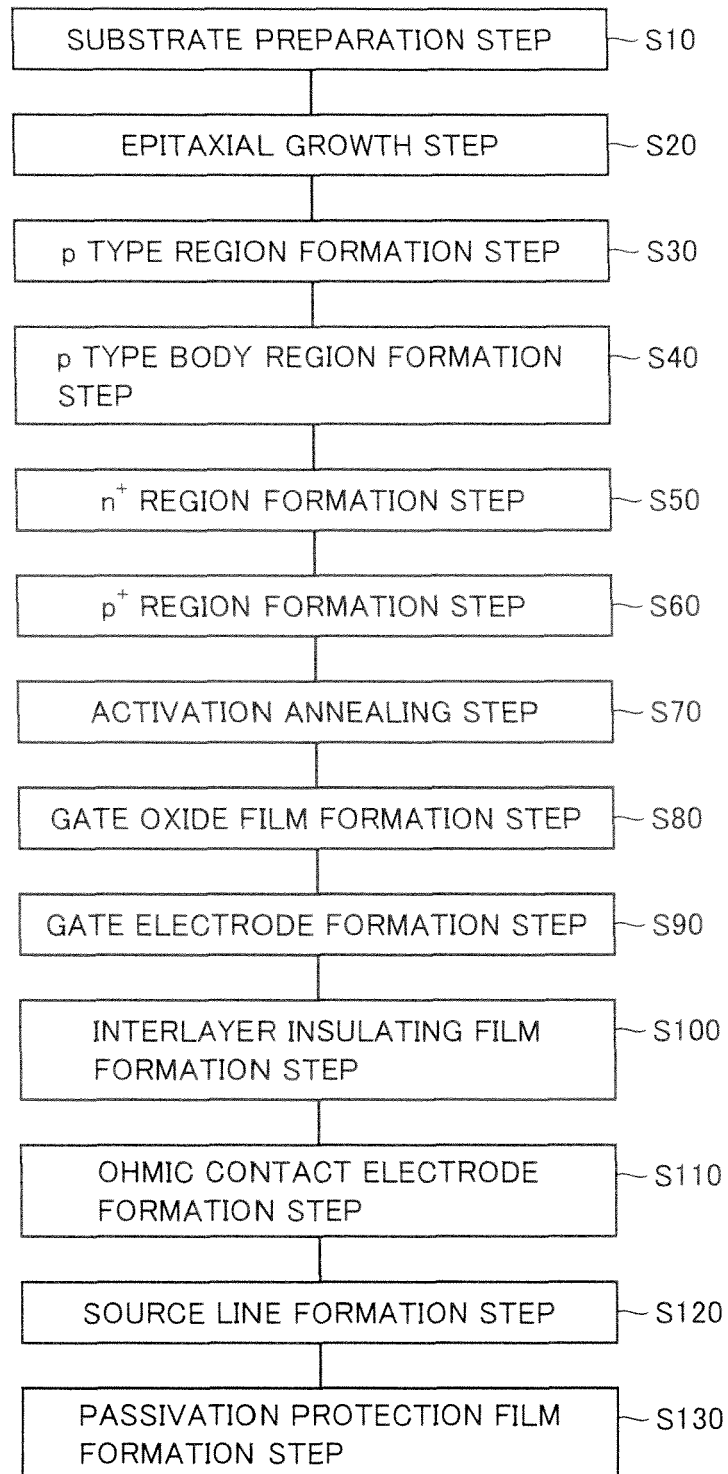 SUBSTRATE PREPARATION STEP S10
EPITAXIAL GROWTH STEP S20
p TYPE REGION FORMATION STEP S30
p TYPE BODY REGION FORMATION S40
STEP
n⁺ REGION FORMATION STEP S50
p⁺ REGION FORMATION STEP S60
ACTIVATION ANNEALING STEP S70
GATE OXIDE FILM FORMATION STEP S80
GATE ELECTRODE FORMATION STEP S90
INTERLAYER INSULATING FILM S100
FORMATION STEP
OHMIC CONTACT ELECTRODE S110
FORMATION STEP
SOURCE LINE FORMATION STEP S120
PASSIVATION PROTECTION FILM S130
FORMATION STEP